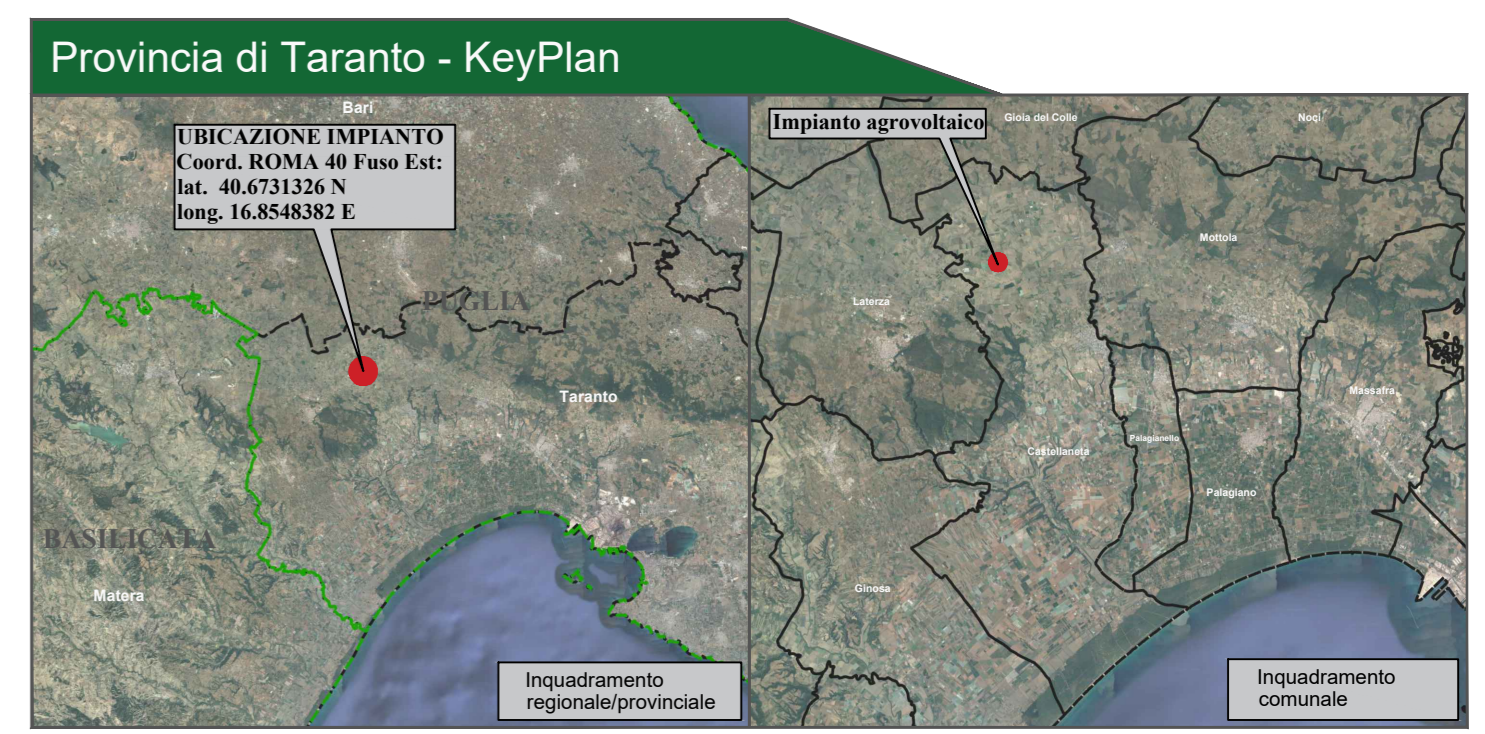 Provincia di Taranto - KeyPlan
Bari
UBICAZIONE IMPIANTO
Coord. ROMA 40 Fuso Est:
lat.  40.6731326 N
long. 16.8548382 E
PUGLIA
Taranto
BASILICATA
Matera
Inquadramento
regionale/provinciale
Impianto agrovoltaico
Gioia del Colle
Noci
Mottola
Laterza
Massafra
Palagianello
Castellaneta
Palagiano
Ginosa
Inquadramento
comunale